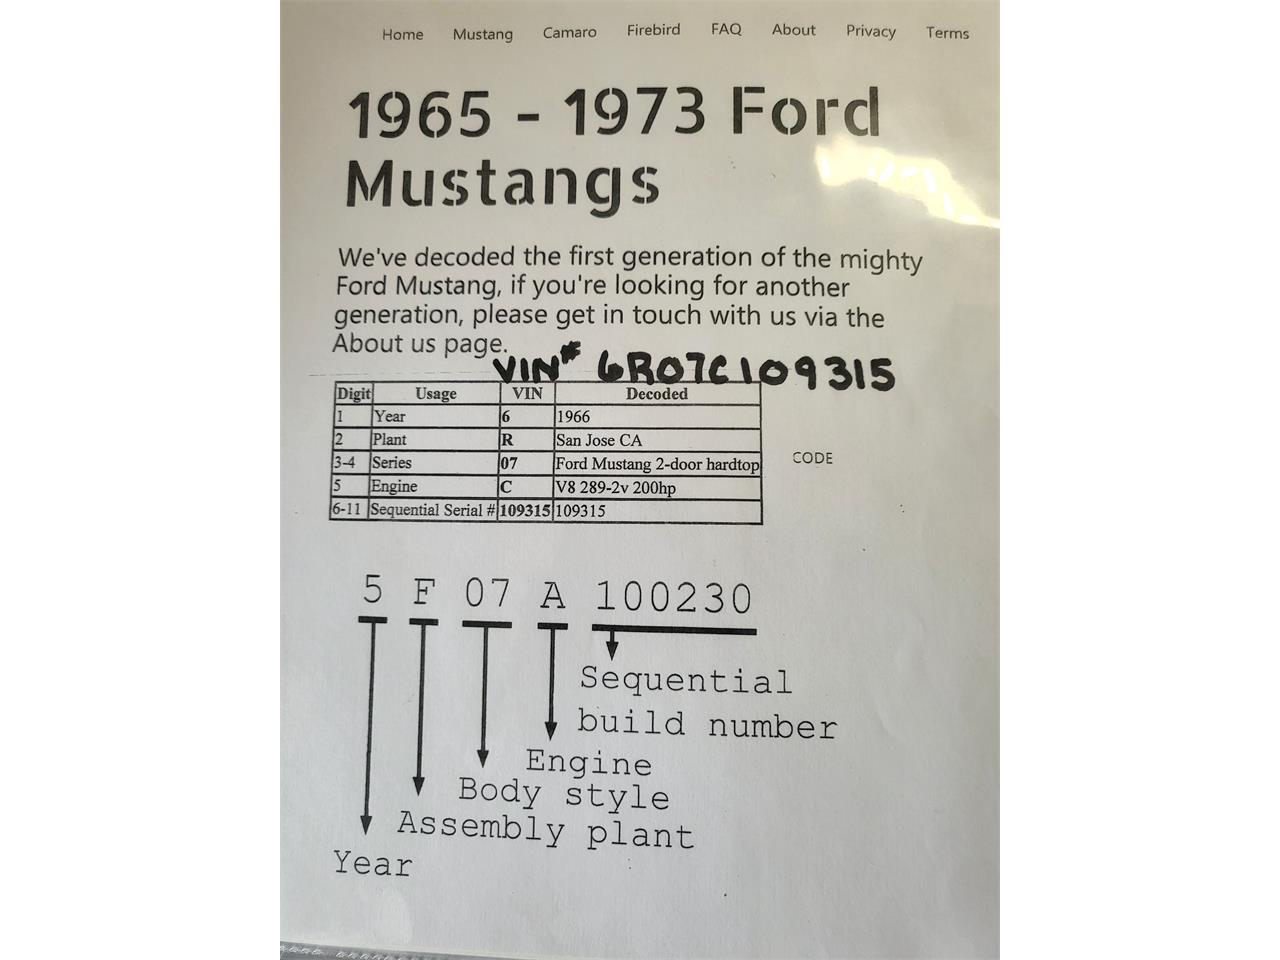 Home Mustang Camaro Firebird FAQ About Privacy Terms
1965 - 1973 Ford
Mustangs
We've decoded the first generation of the mighty
Ford Mustang, if you're looking for another
generation, please get in touch with us via the
About us page.
VIN# 6R07C109315
Digit Usage VIN Decoded
1 Year 6 1966
2 Plant R San Jose CA
3-4 Series 07 Ford Mustang 2-door hardtop
CODE
5 Engine C V8 289-2v 200hp
6-11 Sequential Serial # 109315 109315
5 F 07 A 100230
Sequential
build number
Engine
Body style
Assembly plant
Year